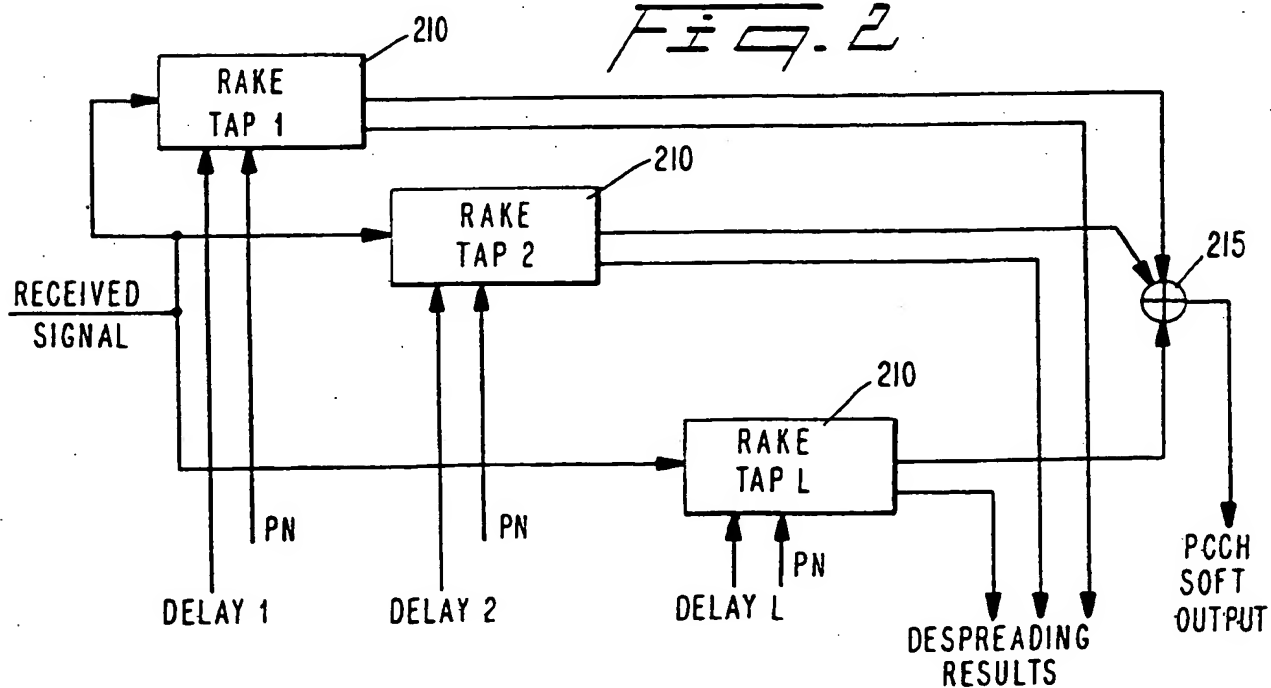 Fig. 2
210
RAKE
TAP 1
210
RAKE
TAP 2
215
RECEIVED
SIGNAL
210
RAKE
TAP L
PN
PN
PN
DELAY 1
DELAY 2
DELAY L
PCCH
SOFT
OUTPUT
DESPREADING
RESULTS